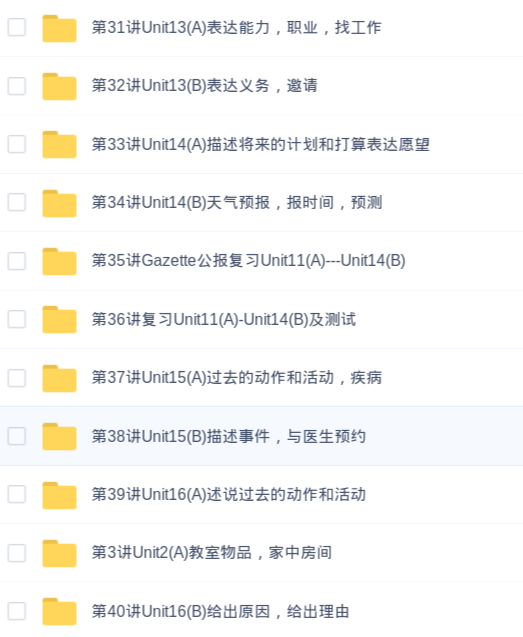 第31讲Unit13(A)表达能力，职业，找工作
第32讲Unit13(B)表达义务，邀请
第33讲Unit14(A)描述将来的计划和打算表达愿望
第34讲Unit14(B)天气预报，报时间，预测
第35讲Gazette公报复习Unit11(A)---Unit14(B)
第36讲复习Unit11(A)-Unit14(B)及测试
第37讲Unit15(A)过去的动作和活动，疾病
第38讲Unit15(B)描述事件，与医生预约
第39讲Unit16(A)述说过去的动作和活动
第3讲Unit2(A)教室物品，家中房间
第40讲Unit16(B)给出原因，给出理由